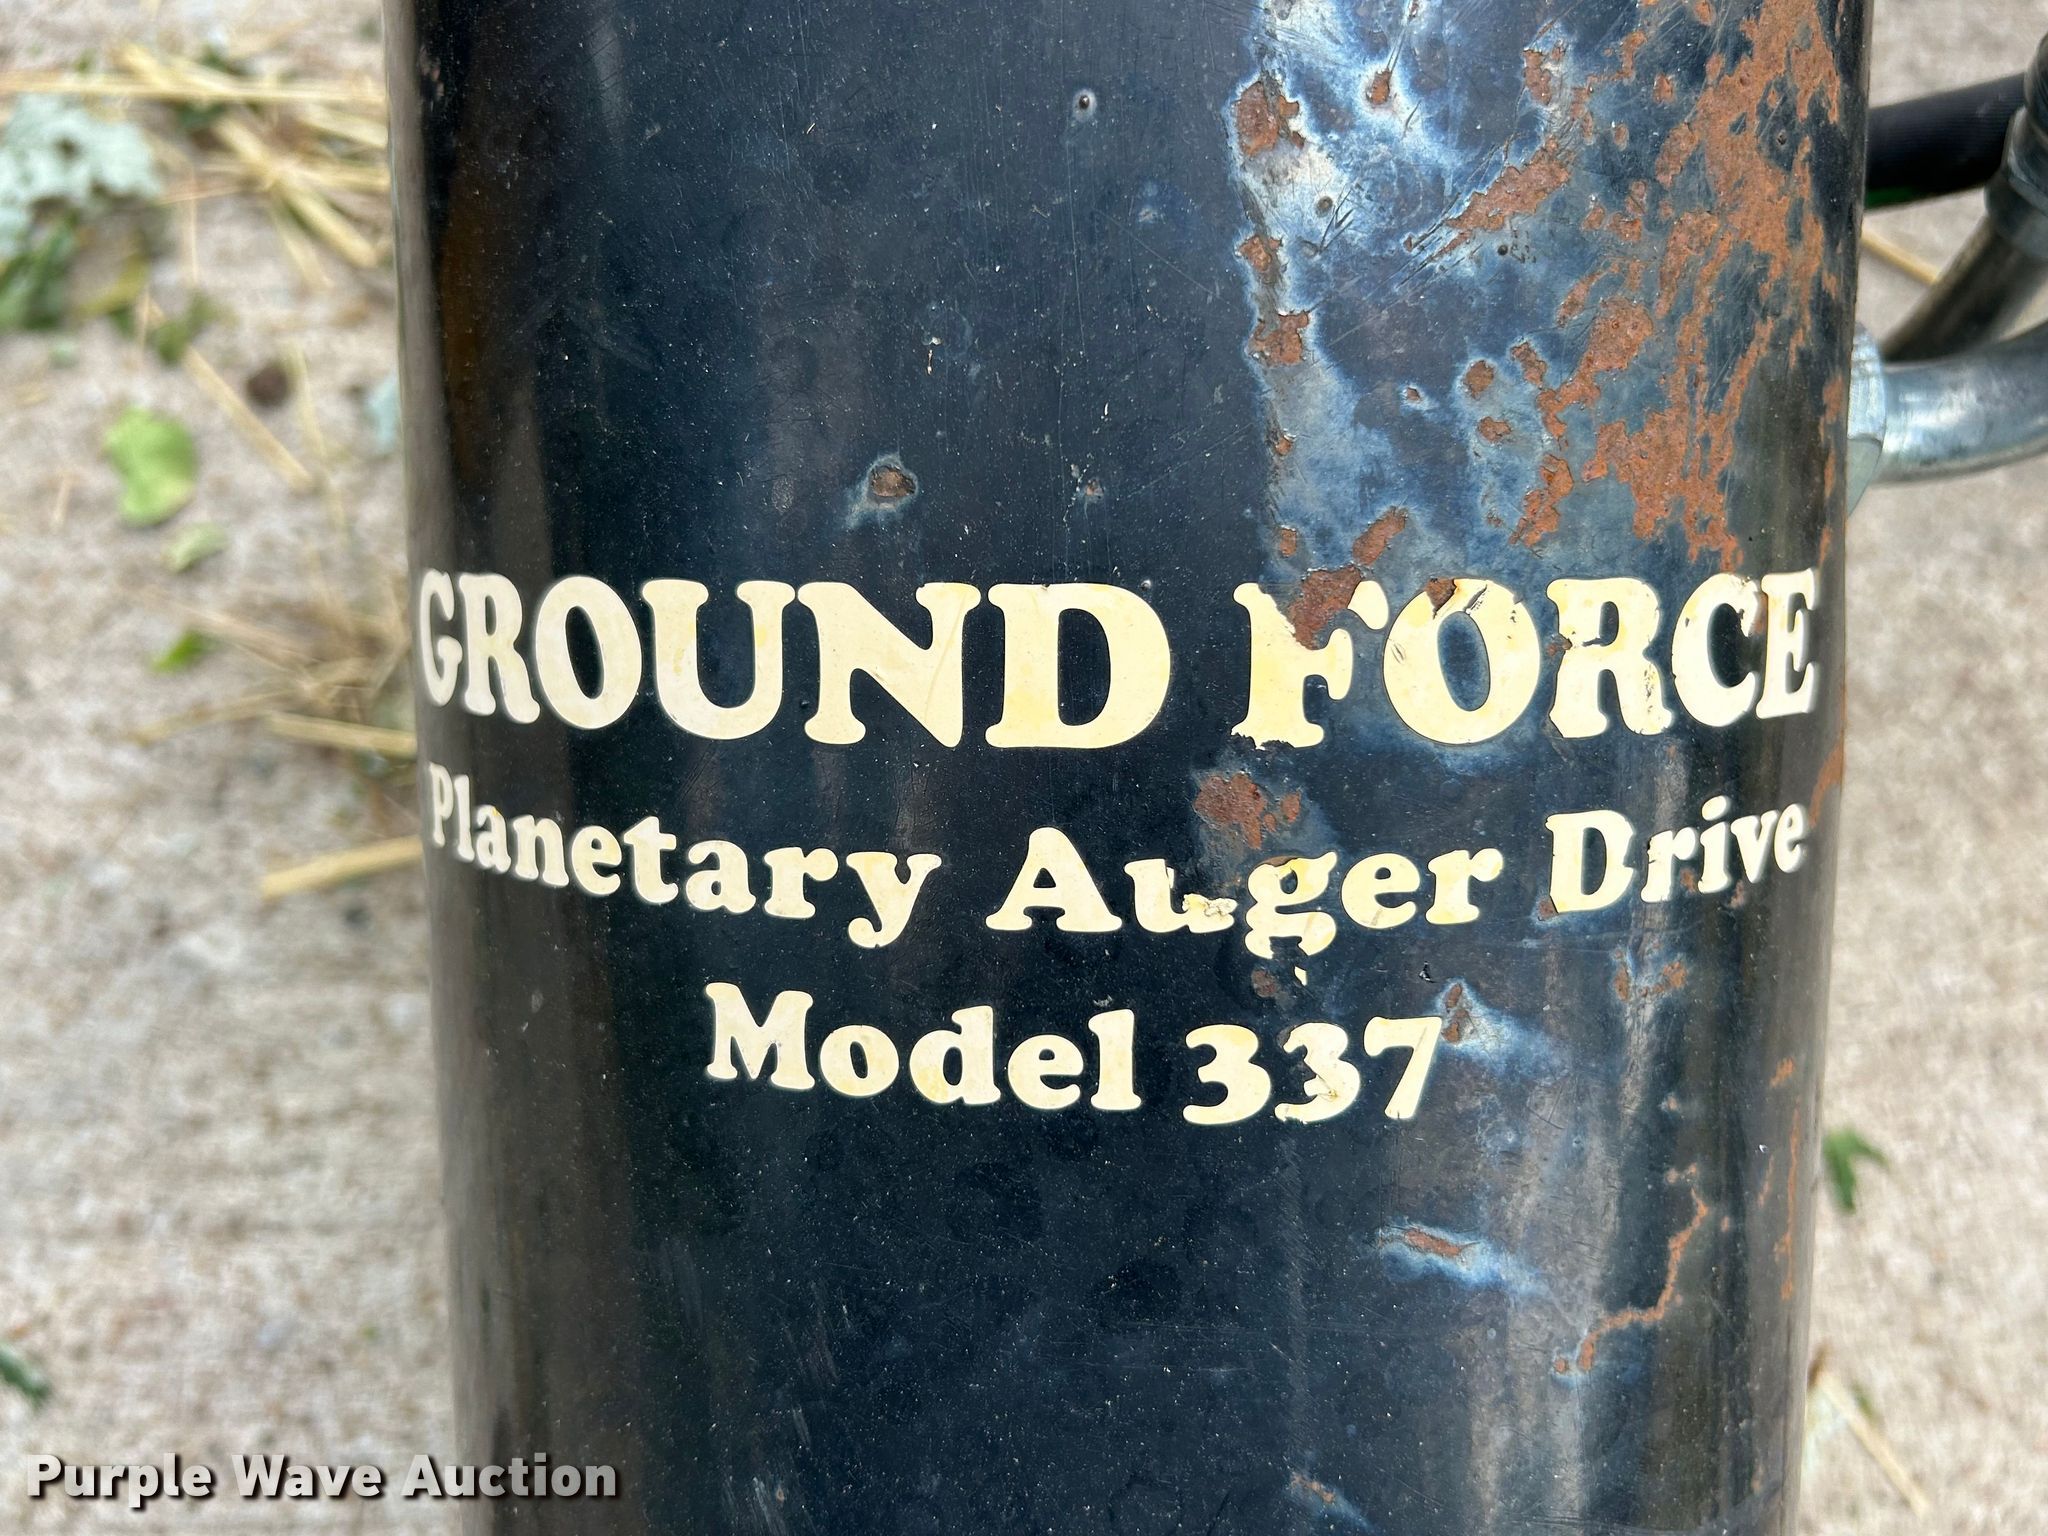 GROUND FORCE
Planetary Auger Drive
Model 337
Purple Wave Auction